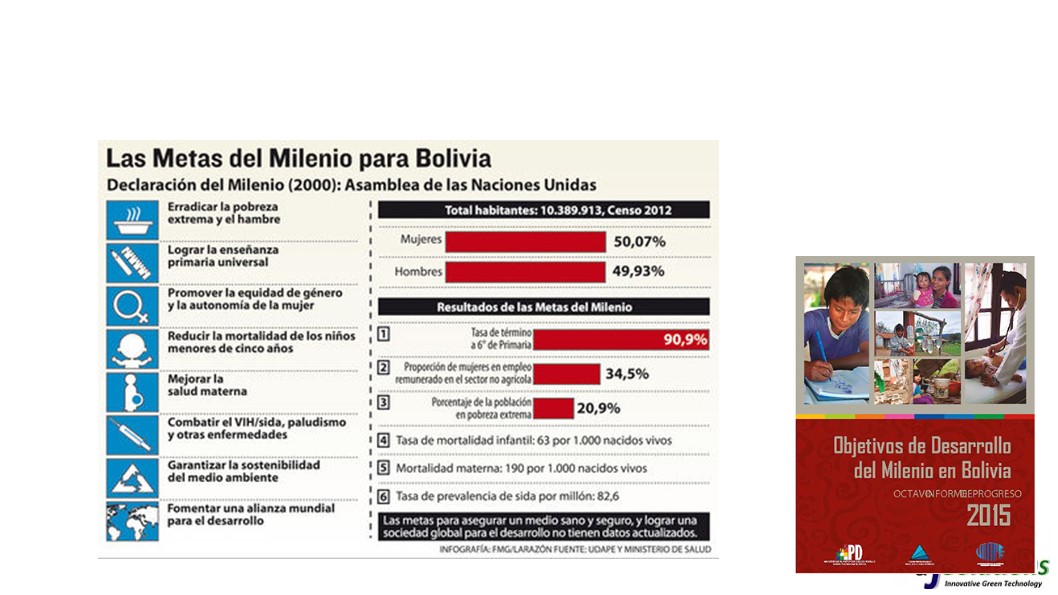 Las Metas del Milenio para Bolivia
Declaración del Milenio (2000): Asamblea de las Naciones Unidas
Erradicar la pobreza
extrema y el hambre
Lograr la enseñanza
primaria universal
Promover la equidad de género
y la autonomía de la mujer
Reducir la mortalidad de los niños
menores de cinco años
Mejorar la
salud materna
Combatir el VIH/sida, paludismo
y otras enfermedades
Garantizar la sostenibilidad
del medio ambiente
Fomentar una alianza mundial
para el desarrollo
Total habitantes: 10.389.913, Censo 2012
Mujeres 50,07%
Hombres 49,93%
Resultados de las Metas del Milenio
1 Tasa de término
a 6º de Primaria 90,9%
2 Proporción de mujeres en empleo
remunerado en el sector no agrícola 34,5%
3 Porcentaje de la población
en pobreza extrema 20,9%
4 Tasa de mortalidad infantil: 63 por 1.000 nacidos vivos
5 Mortalidad materna: 190 por 1.000 nacidos vivos
6 Tasa de prevalencia de sida por millón: 82,6
Las metas para asegurar un medio sano y seguro, y lograr una
sociedad global para el desarrollo no tienen datos actualizados.
INFOGRAFÍA: FMG/LARAZÓN FUENTE: UDAPE Y MINISTERIO DE SALUD
Objetivos de Desarrollo
del Milenio en Bolivia
OCTAVO INFORME DE PROGRESO
2015
PD
UDAPE
Innovative Green Technology